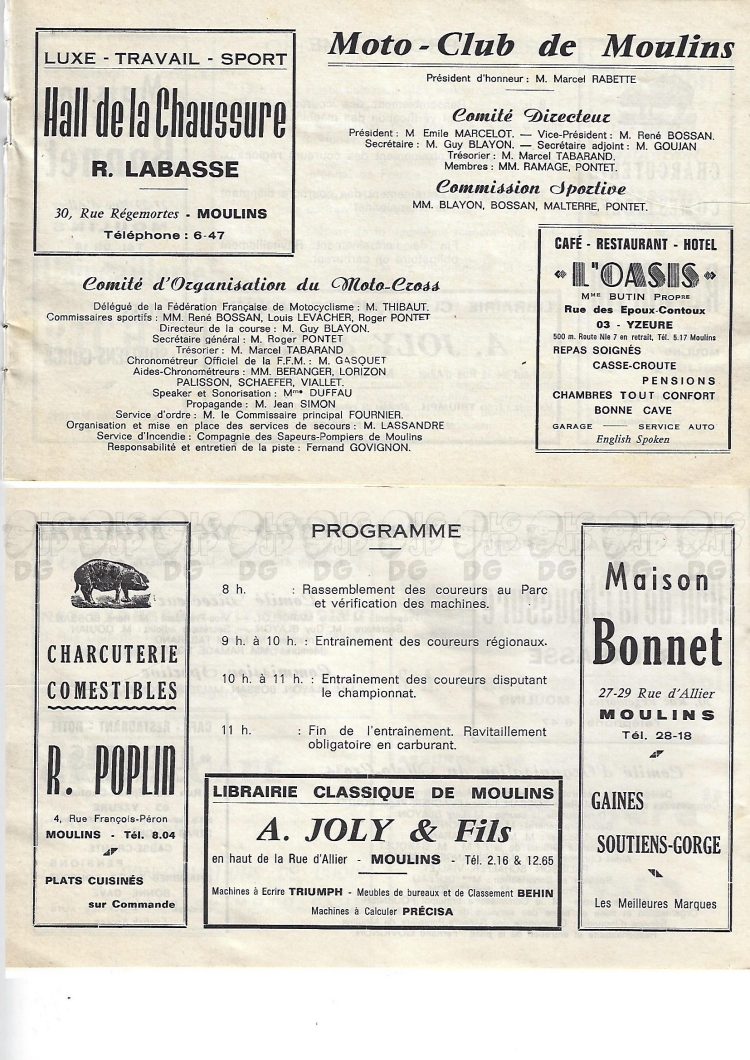 LUXE - TRAVAIL - SPORT
Hall de la Chaussure
R. LABASSE
30, Rue Régemortes - MOULINS
Téléphone : 6-47
Moto - Club de Moulins
Président d'honneur : M. Marcel RABETTE
Comité Directeur
Président : M Emile MARCELOT. — Vice-Président : M. René BOSSAN.
Secrétaire : M. Guy BLAYON. — Secrétaire adjoint : M. GOUJAN
Trésorier : M. Marcel TABARAND.
Membres : MM. RAMAGE, PONTET.
Commission Sportive
MM. BLAYON, BOSSAN, MALTERRE, PONTET.
Comité d'Organisation du Moto-Cross
Délégué de la Fédération Française de Motocyclisme : M. THIBAUT.
Commissaires sportifs : MM. René BOSSAN, Louis LEVACHER, Roger PONTET
Directeur de la course : M. Guy BLAYON.
Secrétaire général : M. Roger PONTET
Trésorier : M. Marcel TABARAND
Chronométreur Officiel de la F.F.M. : M. GASQUET
Aides-Chronométreurs : MM. BERANGER, LORIZON
PALISSON, SCHAEFER, VIALLET.
Speaker et Sonorisation : Mme DUFFAU
Propagande : M. Jean SIMON
Service d'ordre : M. le Commissaire principal FOURNIER.
Organisation et mise en place des services de secours : M. LASSANDRE
Service d'Incendie : Compagnie des Sapeurs-Pompiers de Moulins
Responsabilité et entretien de la piste : Fernand GOVIGNON.
CAFÉ - RESTAURANT - HOTEL
« L'OASIS »
Mme BUTIN Propre
Rue des Epoux-Contoux
03 - YZEURE
500 m. Route Nle 7 en retrait, Tél. 5.17 Moulins
REPAS SOIGNÉS
CASSE-CROUTE
PENSIONS
CHAMBRES TOUT CONFORT
BONNE CAVE
GARAGE — SERVICE AUTO
English Spoken
CHARCUTERIE
COMESTIBLES
R. POPLIN
4, Rue François-Péron
MOULINS - Tél. 8.04
PLATS CUISINÉS
sur Commande
PROGRAMME
8 h. : Rassemblement des coureurs au Parc
et vérification des machines.
9 h. à 10 h. : Entraînement des coureurs régionaux.
10 h. à 11 h. : Entraînement des coureurs disputant
le championnat.
11 h. : Fin de l'entraînement. Ravitaillement
obligatoire en carburant.
LIBRAIRIE CLASSIQUE DE MOULINS
A. JOLY & Fils
en haut de la Rue d'Allier - MOULINS - Tél. 2.16 & 12.65
Machines à Ecrire TRIUMPH - Meubles de bureaux et de Classement BEHIN
Machines à Calculer PRÉCISA
Maison
Bonnet
27-29 Rue d'Allier
MOULINS
Tél. 28-18
GAINES
SOUTIENS-GORGE
Les Meilleures Marques